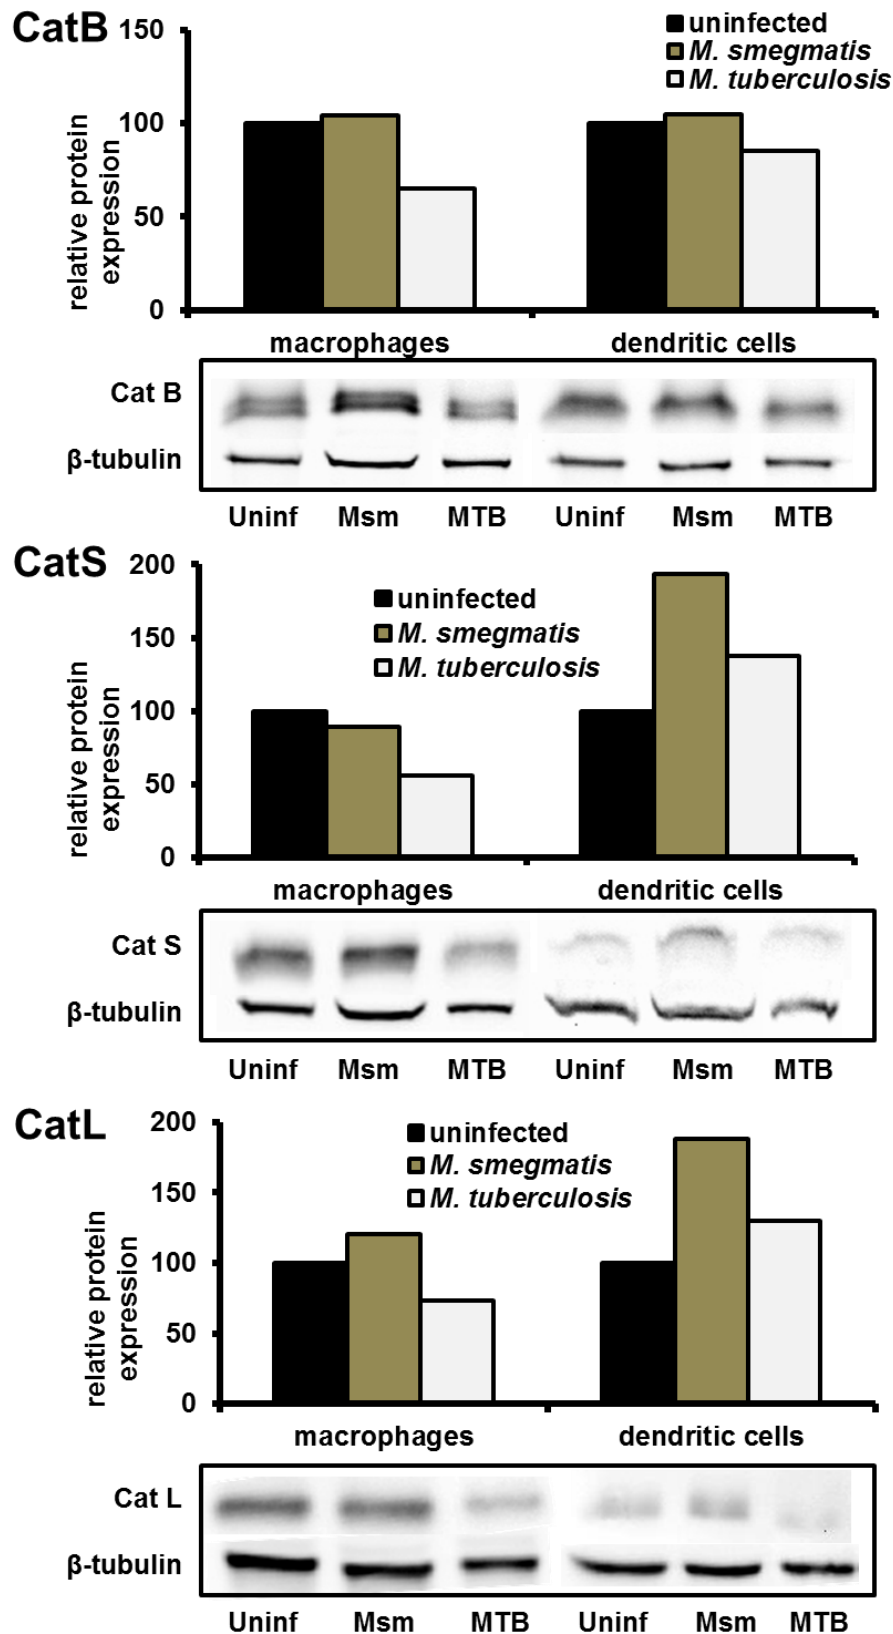 CatB
150
uninfected
M. smegmatis
M. tuberculosis
100
50
0
relative protein
expression
macrophages dendritic cells
Cat B
β-tubulin
Uninf Msm MTB Uninf Msm MTB
CatS
200
uninfected
M. smegmatis
M. tuberculosis
150
100
50
0
relative protein
expression
macrophages dendritic cells
Cat S
β-tubulin
Uninf Msm MTB Uninf Msm MTB
CatL
200
uninfected
M. smegmatis
M. tuberculosis
150
100
50
0
relative protein
expression
macrophages dendritic cells
Cat L
β-tubulin
Uninf Msm MTB Uninf Msm MTB